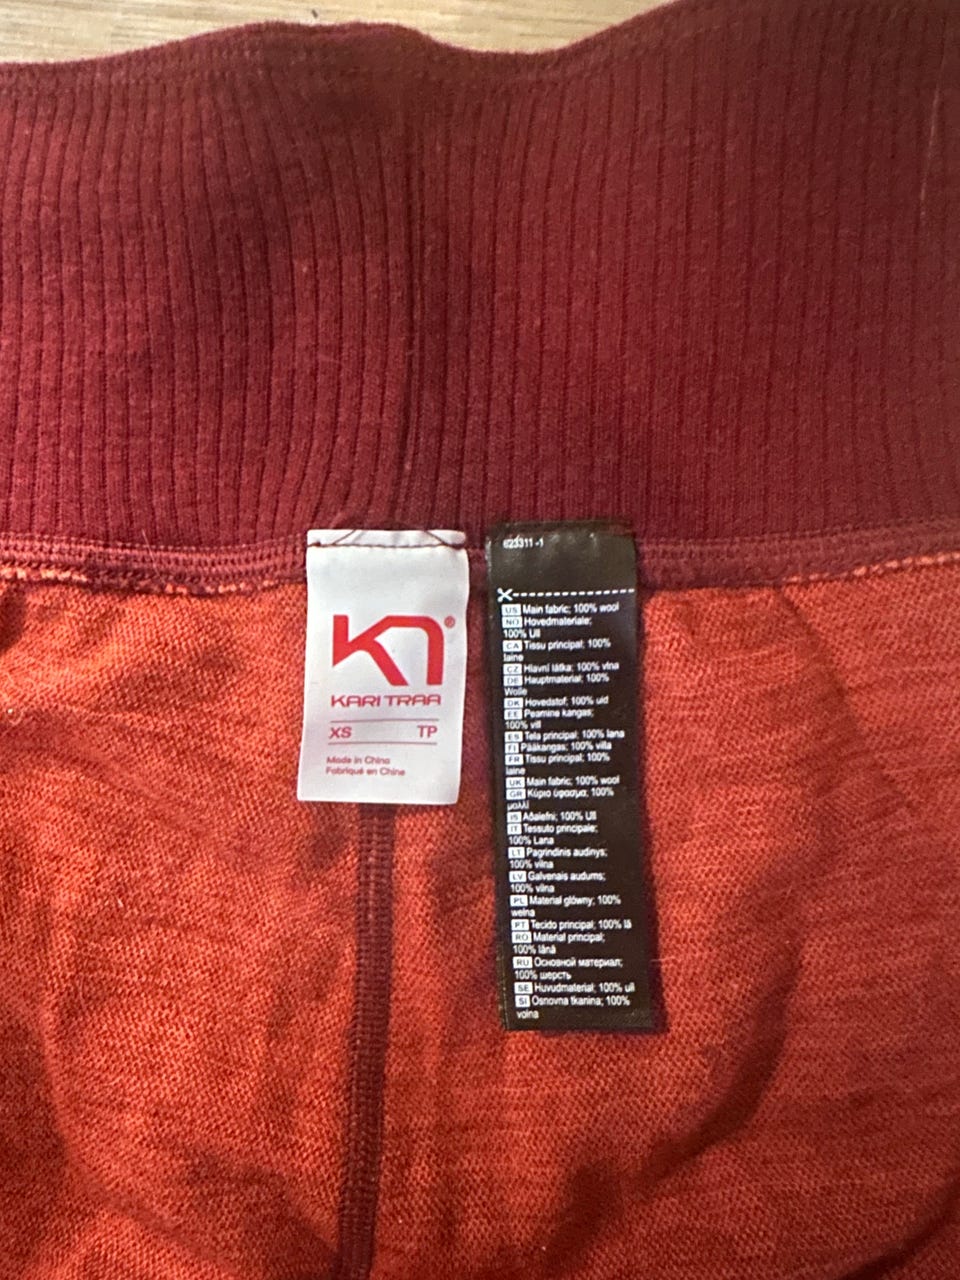 KARI TRAA
XS TP
Made in China
Fabriqué en Chine
623311-1
US Main fabric; 100% wool
NO Hovedmateriale;
100% Ull
CA Tissu principal; 100%
laine
CZ Hlavní látka; 100% vlna
DE Hauptmaterial; 100%
Wolle
DK Hovedstof; 100% uld
EE Peamine kangas;
100% vill
ES Tela principal; 100% lana
FI Pääkangas; 100% villa
FR Tissu principal; 100%
laine
UK Main fabric; 100% wool
GR Κύριο ύφασμα; 100%
μαλλί
IS Aðalefni; 100% Ull
IT Tessuto principale;
100% Lana
LT Pagrindinis audinys;
100% vilna
LV Galvenais audums;
100% vilna
PL Materiał główny; 100%
wełna
PT Tecido principal; 100% lã
RO Material principal;
100% lână
RU Основной материал;
100% шерсть
SE Huvudmaterial; 100% ull
SI Osnovna tkanina; 100%
volna